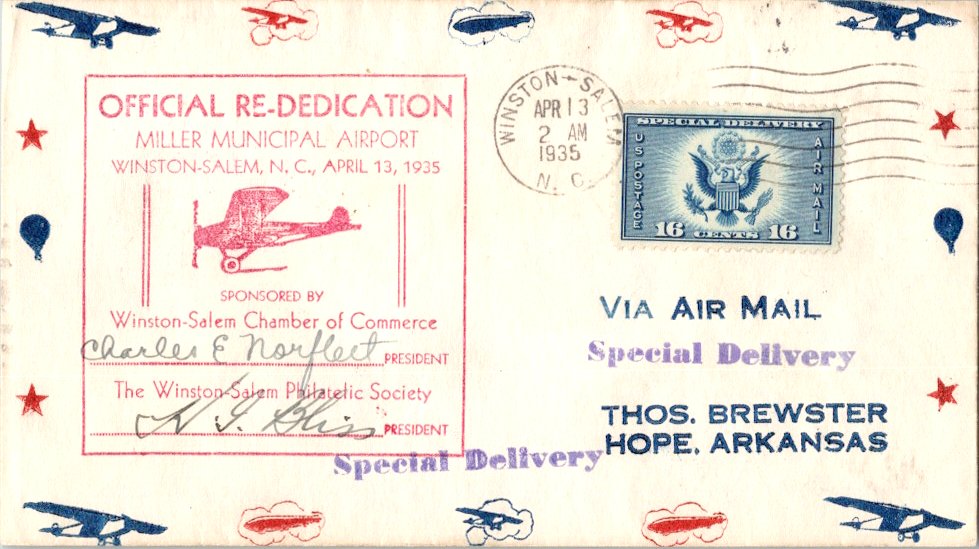 OFFICIAL RE-DEDICATION
MILLER MUNICIPAL AIRPORT
WINSTON-SALEM, N. C., APRIL 13, 1935
SPONSORED BY
Winston-Salem Chamber of Commerce
Charles E Norfleet PRESIDENT
The Winston-Salem Philatelic Society
H. G. Bliss PRESIDENT
Special Delivery
WINSTON-SALEM
APR 13
2 AM
1935
N. C.
SPECIAL DELIVERY
US POSTAGE
AIR MAIL
16 CENTS 16
VIA AIR MAIL
Special Delivery
THOS. BREWSTER
HOPE, ARKANSAS